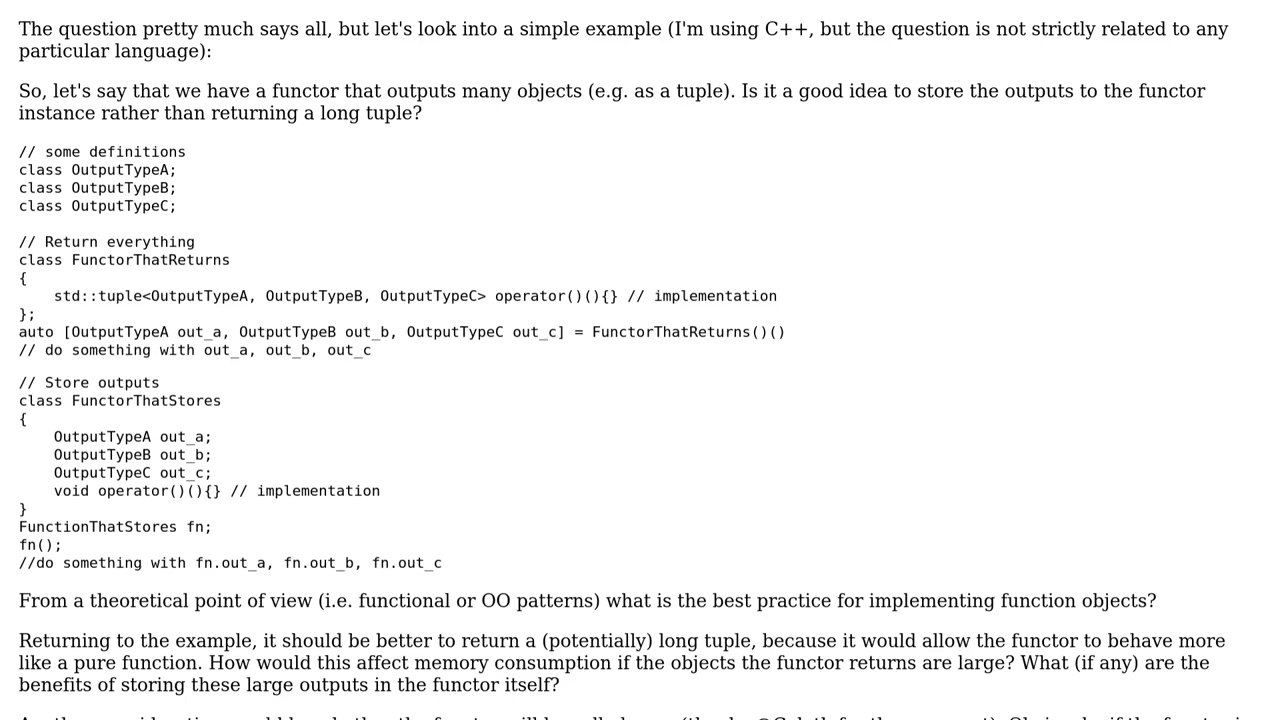 The question pretty much says all, but let's look into a simple example (I'm using C++, but the question is not strictly related to any
particular language):
So, let's say that we have a functor that outputs many objects (e.g. as a tuple). Is it a good idea to store the outputs to the functor
instance rather than returning a long tuple?
// some definitions
class OutputTypeA;
class OutputTypeB;
class OutputTypeC;
// Return everything
class FunctorThatReturns
{
    std::tuple<OutputTypeA, OutputTypeB, OutputTypeC> operator()(){} // implementation
};
auto [OutputTypeA out_a, OutputTypeB out_b, OutputTypeC out_c] = FunctorThatReturns()()
// do something with out_a, out_b, out_c
// Store outputs
class FunctorThatStores
{
    OutputTypeA out_a;
    OutputTypeB out_b;
    OutputTypeC out_c;
    void operator()(){} // implementation
}
FunctionThatStores fn;
fn();
//do something with fn.out_a, fn.out_b, fn.out_c
From a theoretical point of view (i.e. functional or OO patterns) what is the best practice for implementing function objects?
Returning to the example, it should be better to return a (potentially) long tuple, because it would allow the functor to behave more
like a pure function. How would this affect memory consumption if the objects the functor returns are large? What (if any) are the
benefits of storing these large outputs in the functor itself?